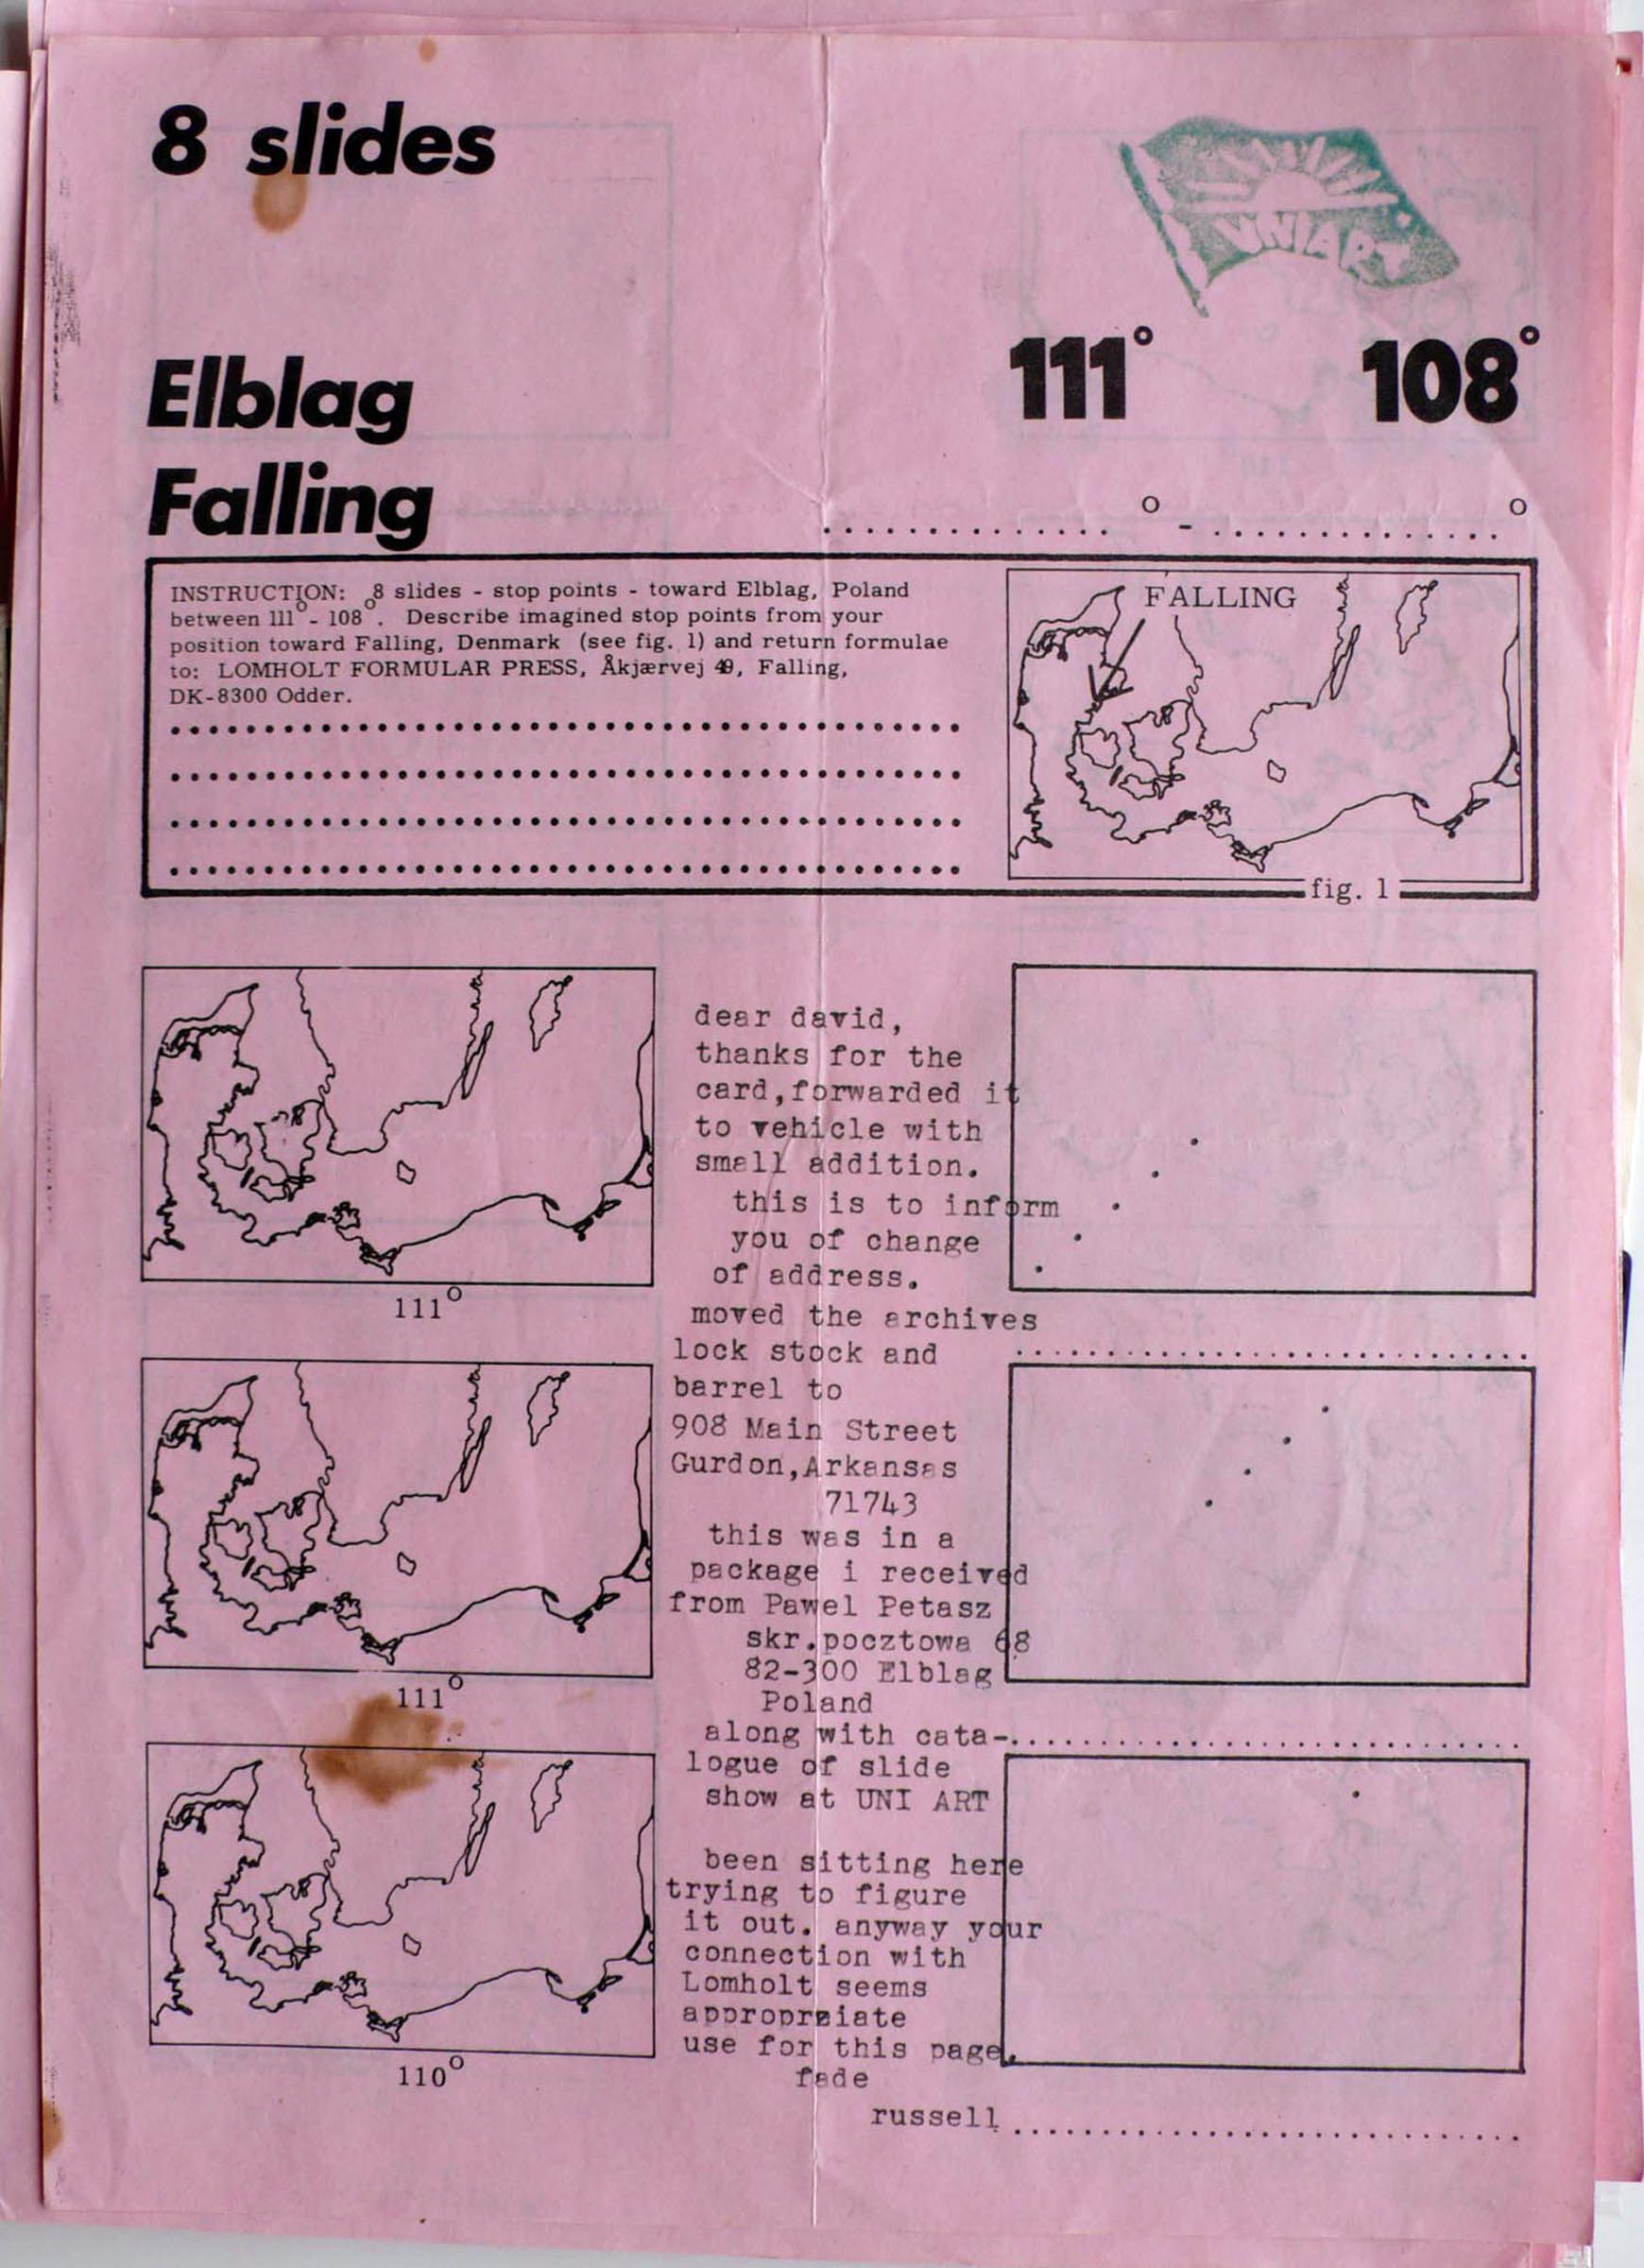 8 slides
UNIART
Elblag
111° 108°
Falling
.............. ° - ............... °
INSTRUCTION: 8 slides - stop points - toward Elblag, Poland
between 111° - 108°. Describe imagined stop points from your
position toward Falling, Denmark (see fig. 1) and return formulae
to: LOMHOLT FORMULAR PRESS, Åkjærvej 49, Falling,
DK-8300 Odder.
FALLING
fig. 1
111°
111°
110°
dear david,
thanks for the
card,forwarded it
to vehicle with
small addition.
this is to inform
you of change
of address.
moved the archives
lock stock and
barrel to
908 Main Street
Gurdon,Arkansas
71743
this was in a
package i received
from Pawel Petasz
skr.pocztowa 68
82-300 Elblag
Poland
along with cata-
logue of slide
show at UNI ART
been sitting here
trying to figure
it out. anyway your
connection with
Lomholt seems
appropraiate
use for this page.
fade
russell